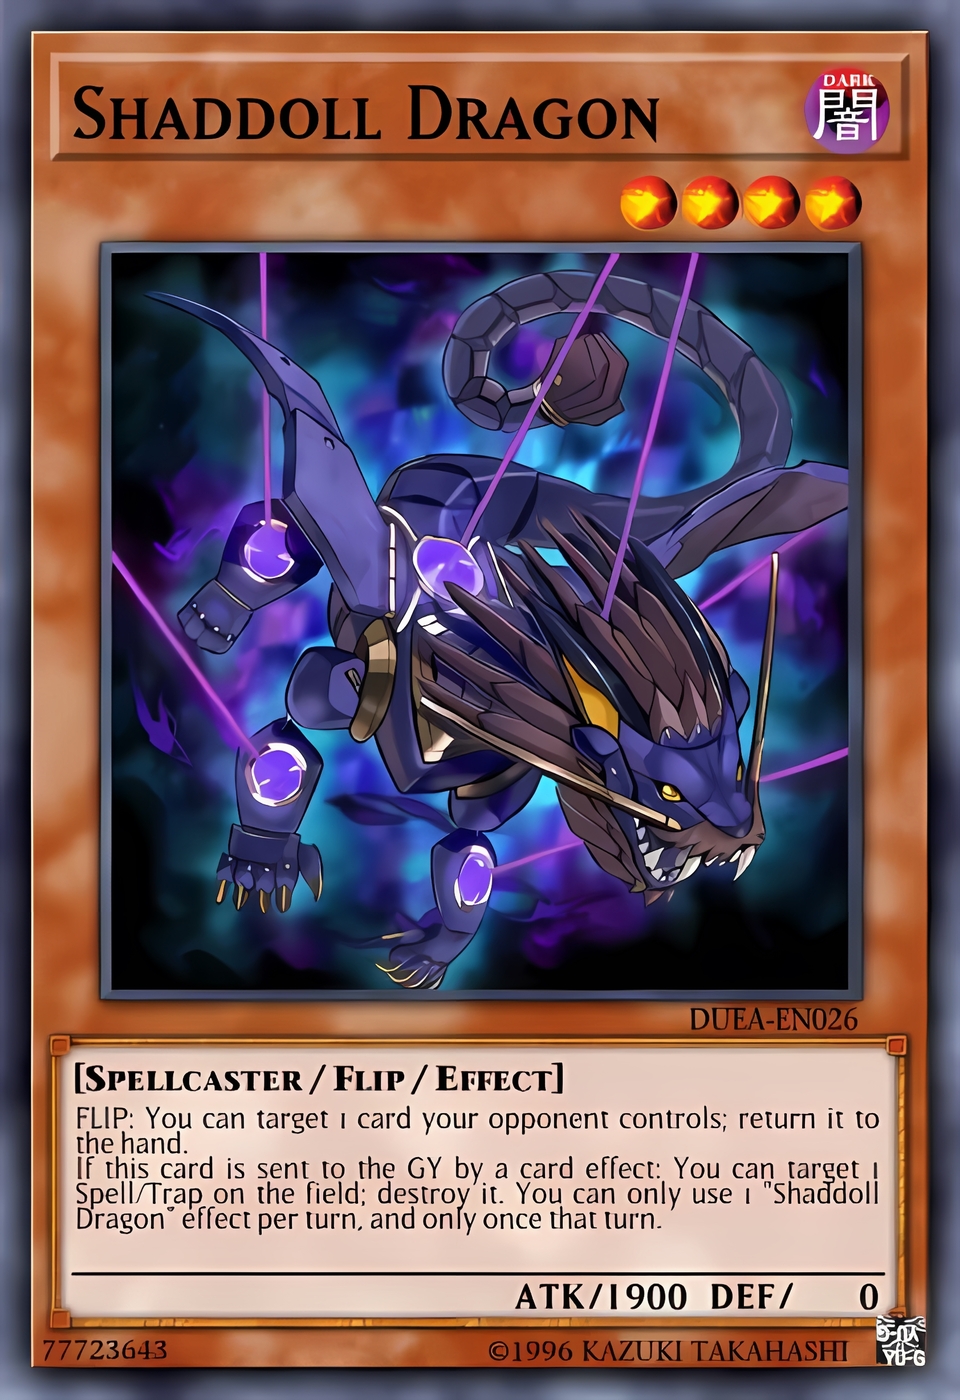 Shaddoll Dragon
DARK
闇
DUEA-EN026
[Spellcaster / Flip / Effect]
FLIP: You can target 1 card your opponent controls; return it to
the hand.
If this card is sent to the GY by a card effect: You can target 1
Spell/Trap on the field; destroy it. You can only use 1 "Shaddoll
Dragon" effect per turn, and only once that turn.
ATK/1900 DEF/ 0
77723643
©1996 KAZUKI TAKAHASHI